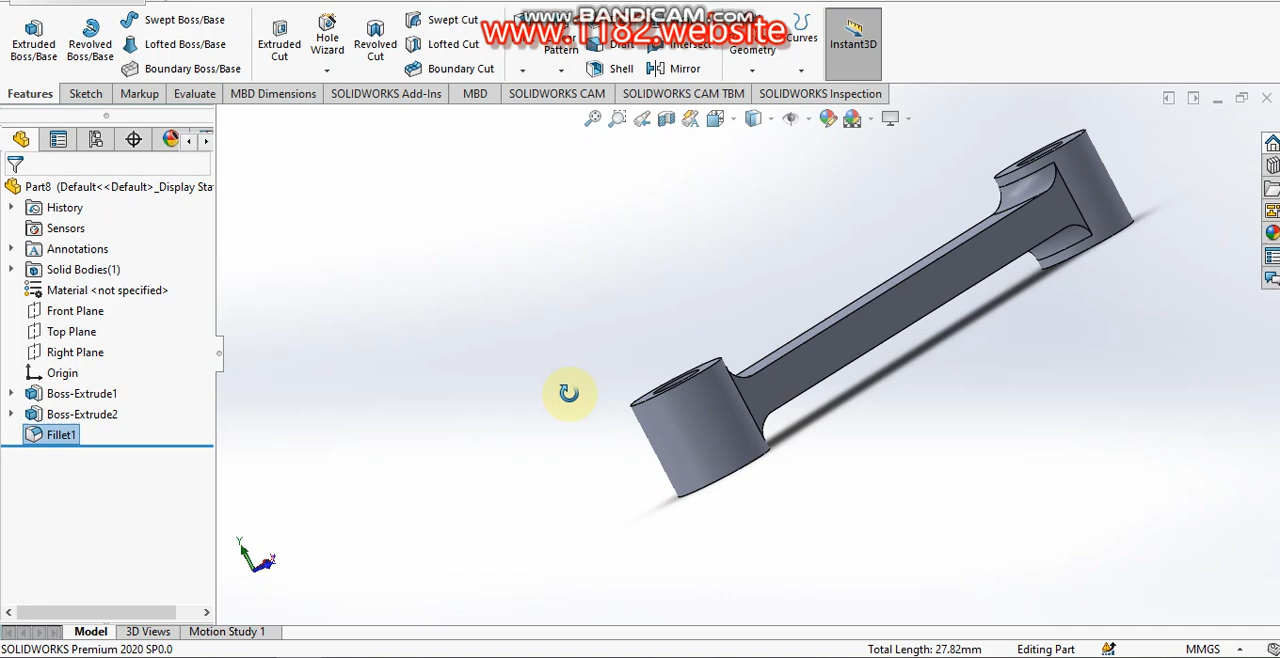 www.BANDICAM.com
www.1182.website
Extruded Boss/Base
Revolved Boss/Base
Swept Boss/Base
Lofted Boss/Base
Boundary Boss/Base
Extruded Cut
Hole Wizard
Revolved Cut
Swept Cut
Lofted Cut
Boundary Cut
Pattern
Draft
Shell
Intersect
Mirror
Geometry
Curves
Instant3D
Features
Sketch
Markup
Evaluate
MBD Dimensions
SOLIDWORKS Add-Ins
MBD
SOLIDWORKS CAM
SOLIDWORKS CAM TBM
SOLIDWORKS Inspection
Part8 (Default<<Default>_Display Sta
History
Sensors
Annotations
Solid Bodies(1)
Material <not specified>
Front Plane
Top Plane
Right Plane
Origin
Boss-Extrude1
Boss-Extrude2
Fillet1
Y
Z
Model
3D Views
Motion Study 1
SOLIDWORKS Premium 2020 SP0.0
Total Length: 27.82mm
Editing Part
MMGS